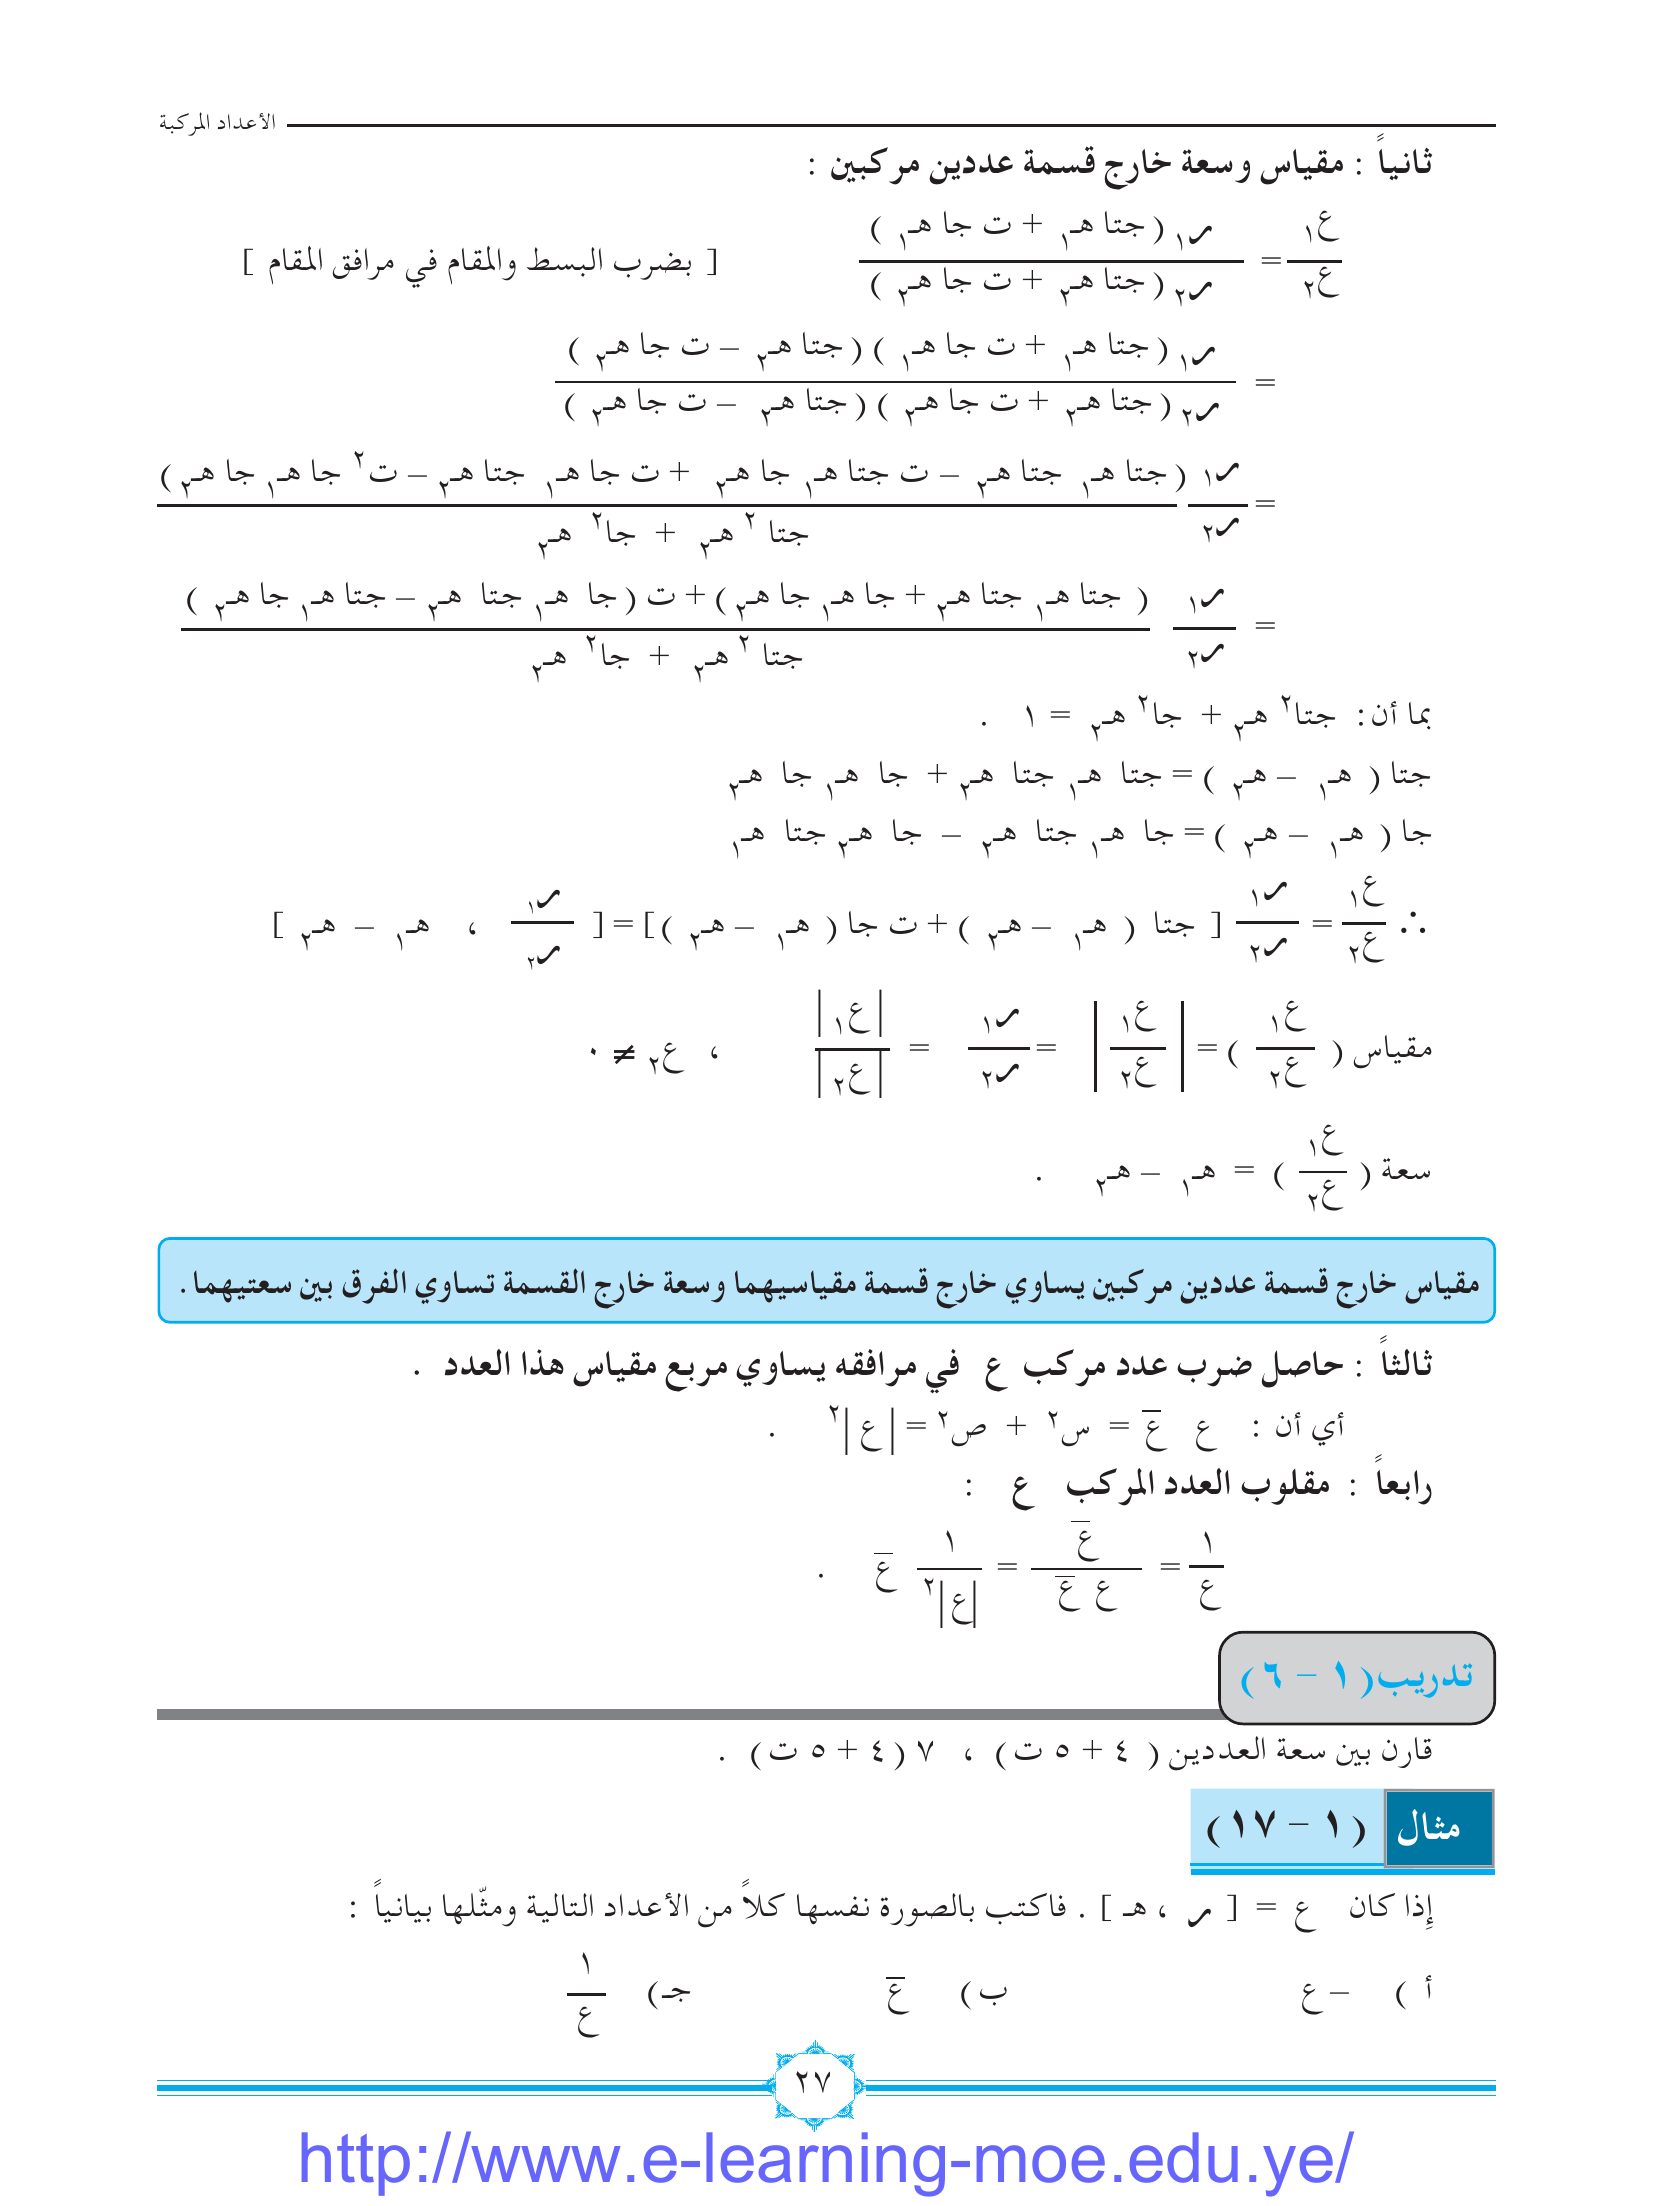 الأعداد المركبة
ثانياً : مقياس وسعة خارج قسمة عددين مركبين :
ع١ / ع٢ = ر١ ( جتا هـ١ + ت جا هـ١ ) / ر٢ ( جتا هـ٢ + ت جا هـ٢ ) [ بضرب البسط والمقام في مرافق المقام ]
= ر١ ( جتا هـ١ + ت جا هـ١ ) ( جتا هـ٢ – ت جا هـ٢ ) / ر٢ ( جتا هـ٢ + ت جا هـ٢ ) ( جتا هـ٢ – ت جا هـ٢ )
= ر١ / ر٢ ( جتا هـ١ جتا هـ٢ – ت جتا هـ١ جا هـ٢ + ت جا هـ١ جتا هـ٢ – ت٢ جا هـ١ جا هـ٢ ) / جتا٢ هـ٢ + جا٢ هـ٢
= ر١ / ر٢ ( جتا هـ١ جتا هـ٢ + جا هـ١ جا هـ٢ ) + ت ( جا هـ١ جتا هـ٢ – جتا هـ١ جا هـ٢ ) / جتا٢ هـ٢ + جا٢ هـ٢
بما أن : جتا٢ هـ٢ + جا٢ هـ٢ = ١ .
جتا ( هـ١ – هـ٢ ) = جتا هـ١ جتا هـ٢ + جا هـ١ جا هـ٢
جا ( هـ١ – هـ٢ ) = جا هـ١ جتا هـ٢ – جا هـ٢ جتا هـ١
∴ ع١ / ع٢ = ر١ / ر٢ [ جتا ( هـ١ – هـ٢ ) + ت جا ( هـ١ – هـ٢ ) ] = [ ر١ / ر٢ ، هـ١ – هـ٢ ]
مقياس ( ع١ / ع٢ ) = | ع١ / ع٢ | = ر١ / ر٢ = | ع١ | / | ع٢ | ، ع٢ ≠ ٠
سعة ( ع١ / ع٢ ) = هـ١ – هـ٢ .
مقياس خارج قسمة عددين مركبين يساوي خارج قسمة مقياسيهما وسعة خارج القسمة تساوي الفرق بين سعتيهما .
ثالثاً : حاصل ضرب عدد مركب ع في مرافقه يساوي مربع مقياس هذا العدد .
أي أن : ع ع̅ = س٢ + ص٢ = | ع |٢ .
رابعاً : مقلوب العدد المركب ع :
١ / ع = ع̅ / ع ع̅ = ١ / | ع |٢ ع̅ .
تدريب ( ١ – ٦ )
قارن بين سعة العددين ( ٤ + ٥ ت ) ، ٧ ( ٤ + ٥ ت ) .
مثال ( ١ – ١٧ )
إذا كان ع = [ ر ، هـ ] . فاكتب بالصورة نفسها كلاً من الأعداد التالية ومثّلها بيانياً :
أ ) – ع ب ) ع̅ جـ ) ١ / ع
٢٧
http://www.e-learning-moe.edu.ye/